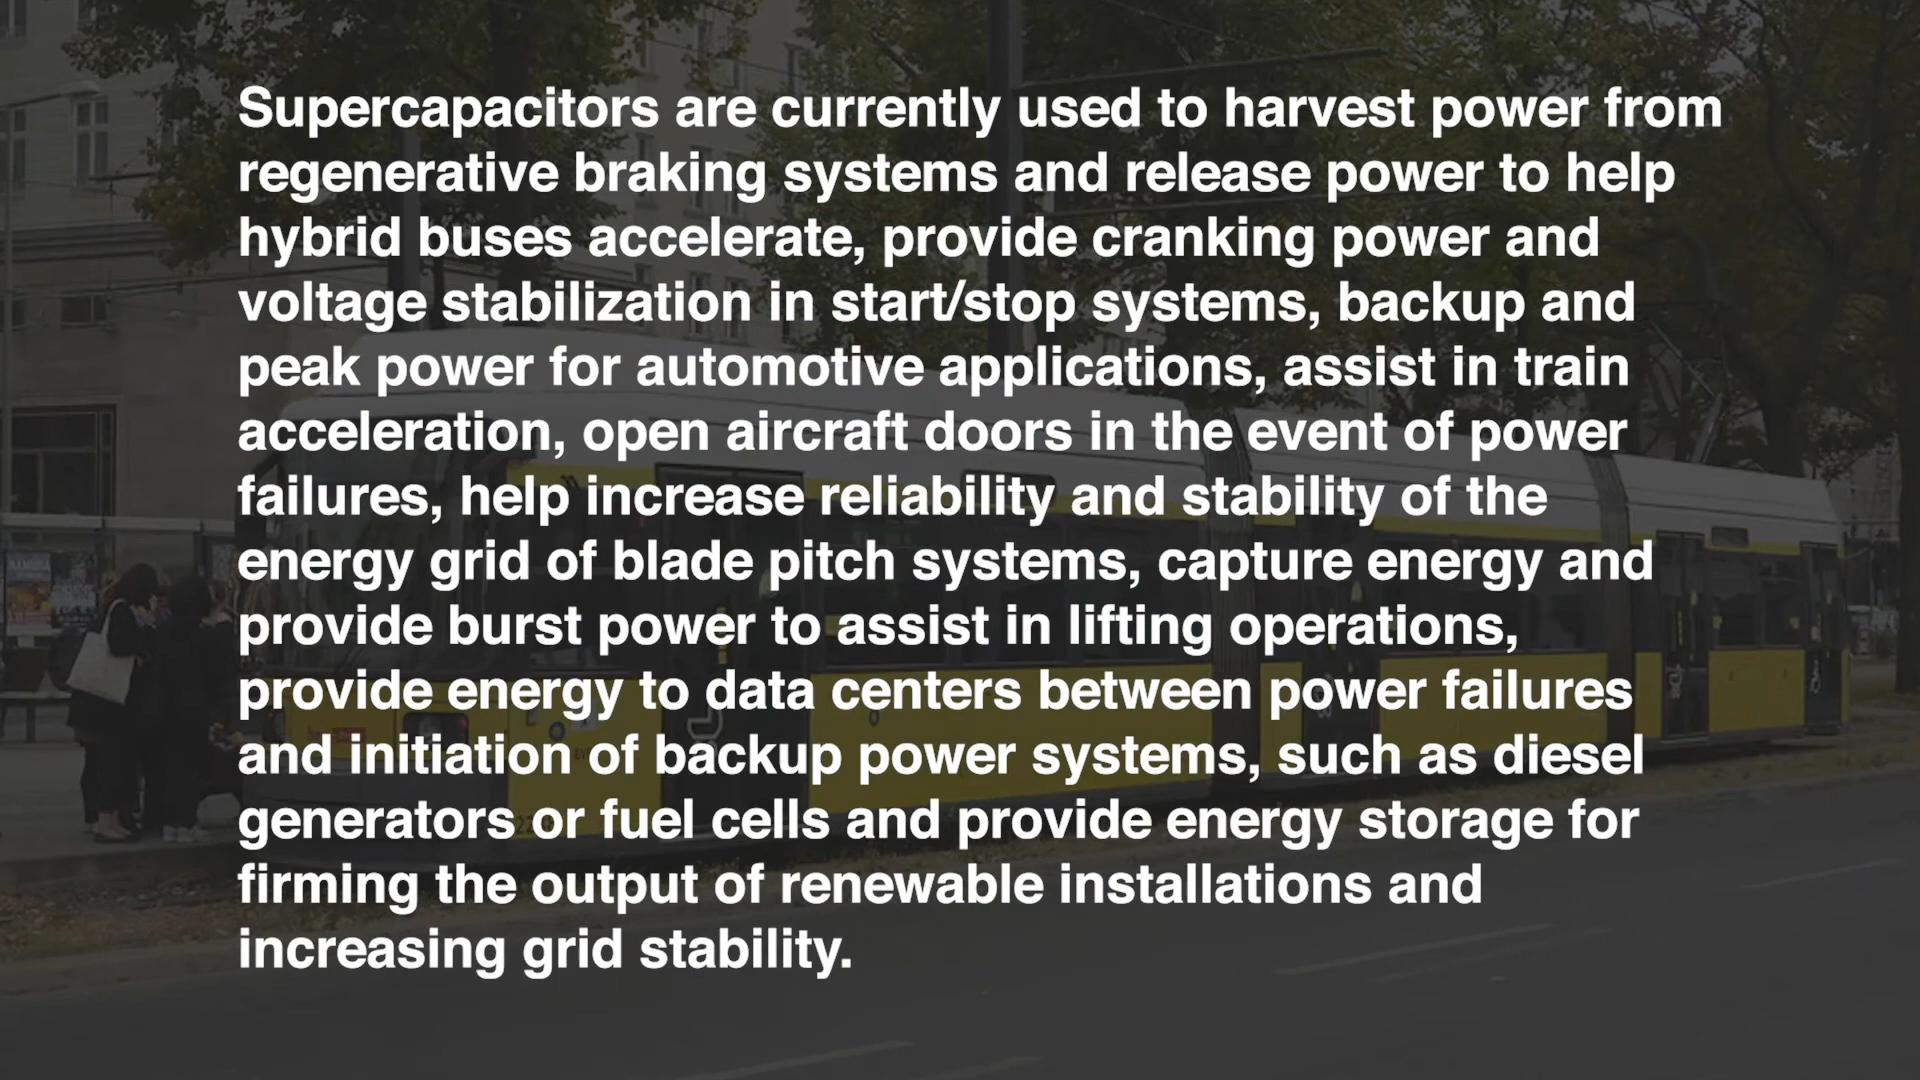 Supercapacitors are currently used to harvest power from
regenerative braking systems and release power to help
hybrid buses accelerate, provide cranking power and
voltage stabilization in start/stop systems, backup and
peak power for automotive applications, assist in train
acceleration, open aircraft doors in the event of power
failures, help increase reliability and stability of the
energy grid of blade pitch systems, capture energy and
provide burst power to assist in lifting operations,
provide energy to data centers between power failures
and initiation of backup power systems, such as diesel
generators or fuel cells and provide energy storage for
firming the output of renewable installations and
increasing grid stability.